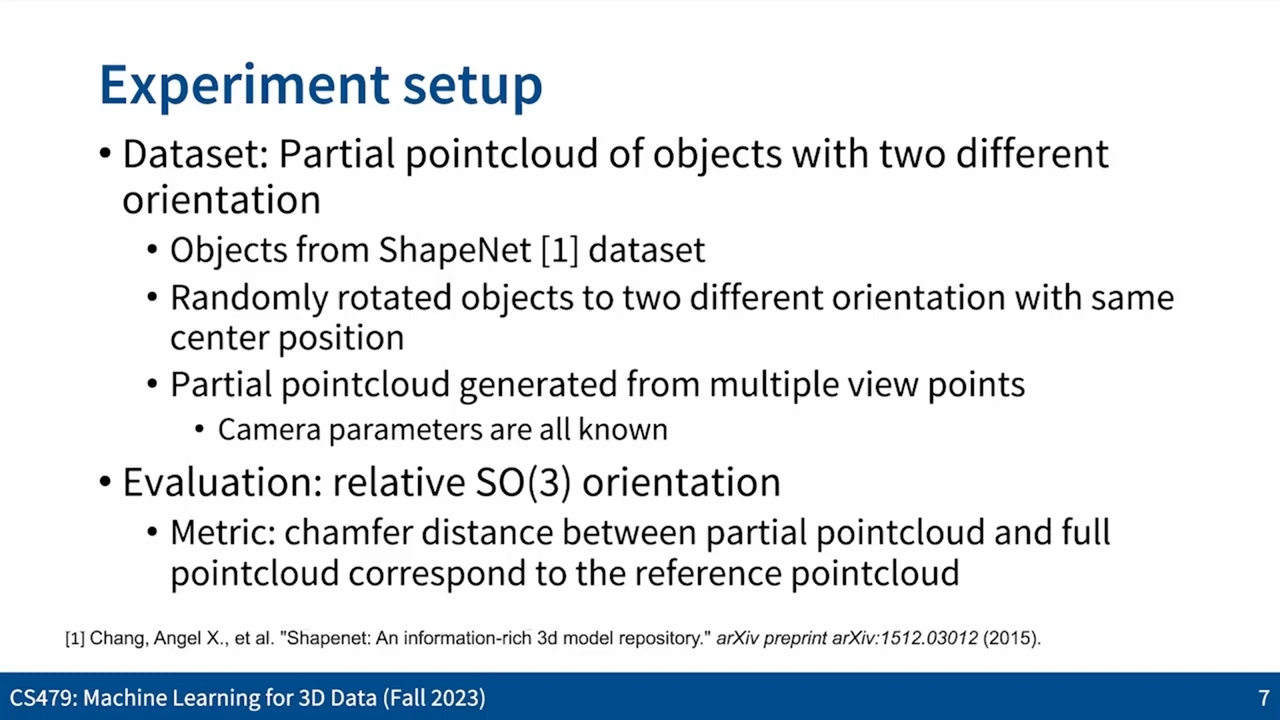 Experiment setup
• Dataset: Partial pointcloud of objects with two different
orientation
• Objects from ShapeNet [1] dataset
• Randomly rotated objects to two different orientation with same
center position
• Partial pointcloud generated from multiple view points
• Camera parameters are all known
• Evaluation: relative SO(3) orientation
• Metric: chamfer distance between partial pointcloud and full
pointcloud correspond to the reference pointcloud
[1] Chang, Angel X., et al. "Shapenet: An information-rich 3d model repository." arXiv preprint arXiv:1512.03012 (2015).
CS479: Machine Learning for 3D Data (Fall 2023)
7